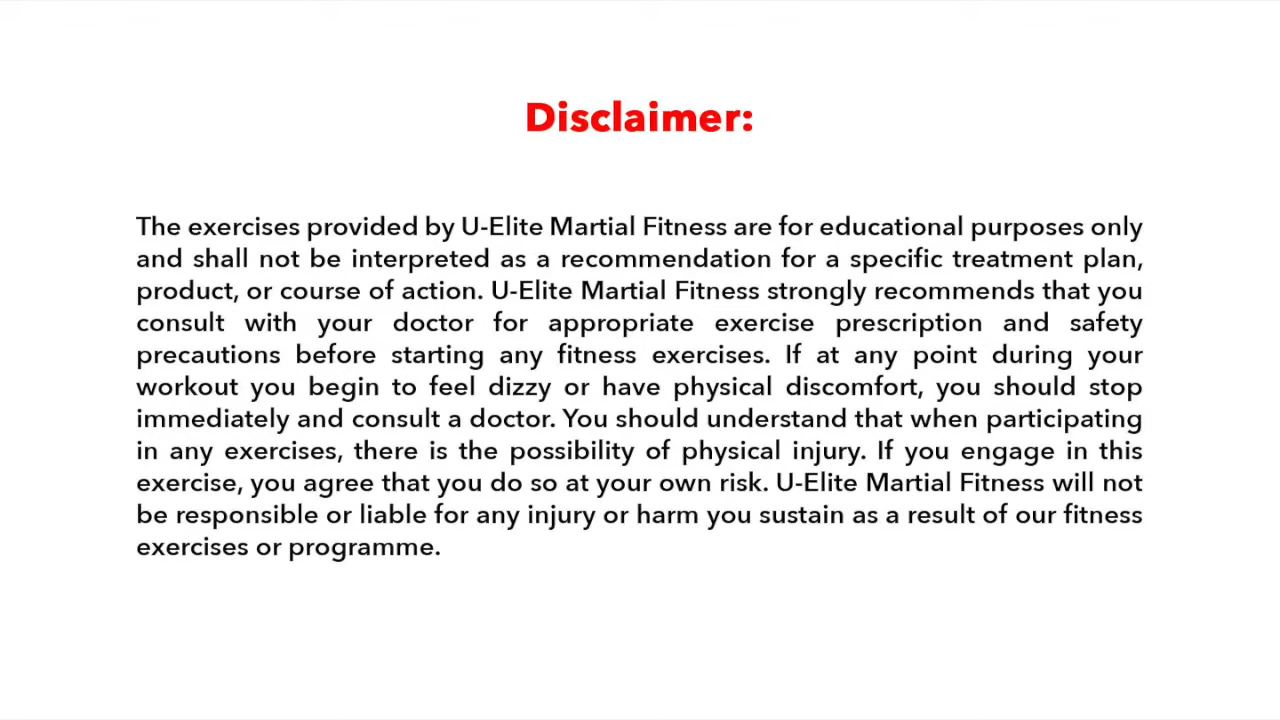 Disclaimer:
The exercises provided by U-Elite Martial Fitness are for educational purposes only
and shall not be interpreted as a recommendation for a specific treatment plan,
product, or course of action. U-Elite Martial Fitness strongly recommends that you
consult with your doctor for appropriate exercise prescription and safety
precautions before starting any fitness exercises. If at any point during your
workout you begin to feel dizzy or have physical discomfort, you should stop
immediately and consult a doctor. You should understand that when participating
in any exercises, there is the possibility of physical injury. If you engage in this
exercise, you agree that you do so at your own risk. U-Elite Martial Fitness will not
be responsible or liable for any injury or harm you sustain as a result of our fitness
exercises or programme.